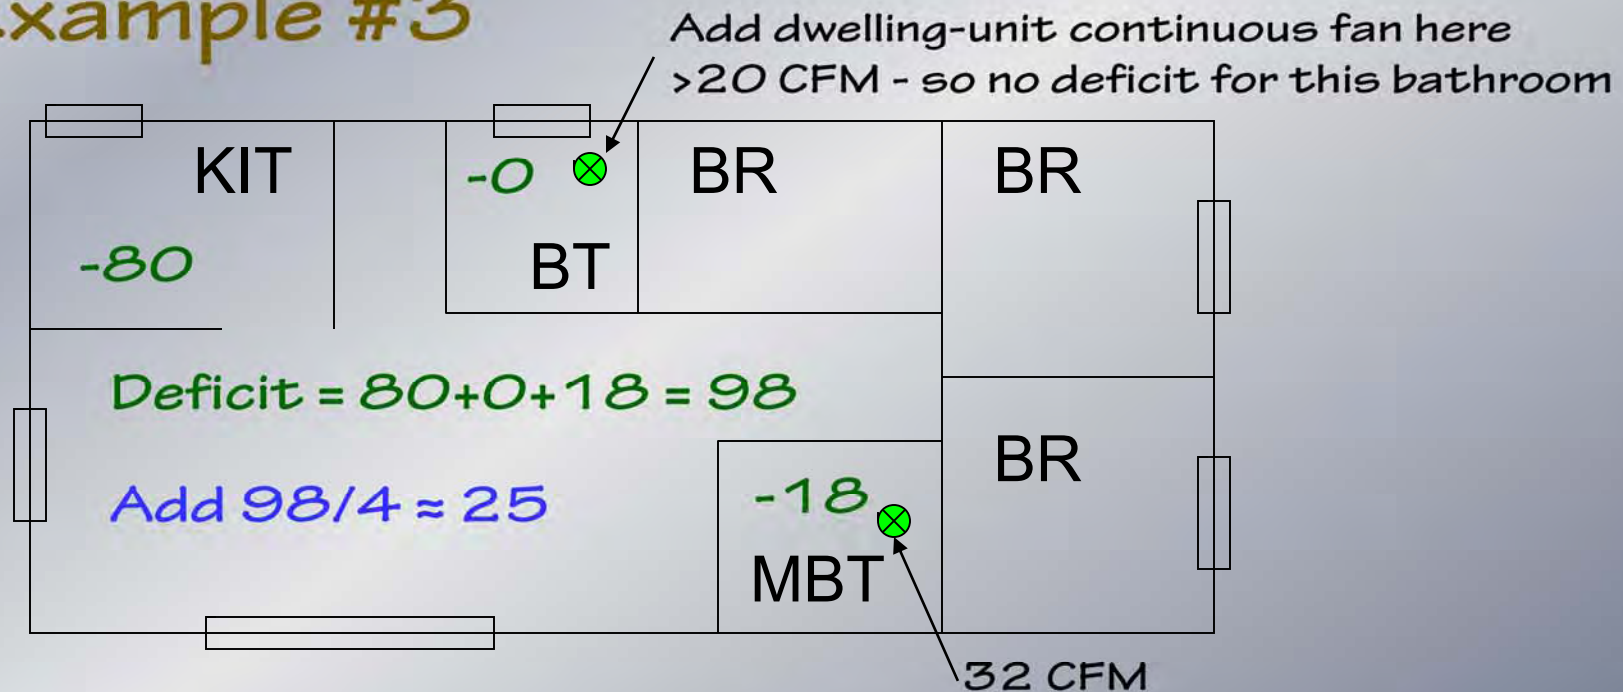 xample #3
Add dwelling-unit continuous fan here
>20 CFM - so no deficit for this bathroom
KIT
-0
BR
BR
-80
BT
Deficit = 80+0+18 = 98
BR
Add 98/4 ≈ 25
-18
MBT
32 CFM